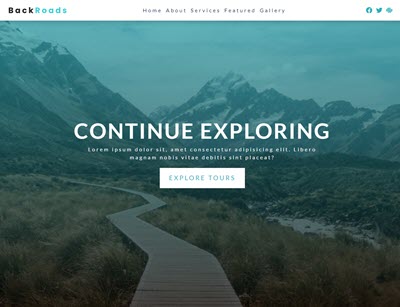 BackRoads
Home About Services Featured Gallery
CONTINUE EXPLORING
Lorem ipsum dolor sit, amet consectetur adipisicing elit. Libero
magnam nobis vitae debitis sint placeat?
EXPLORE TOURS